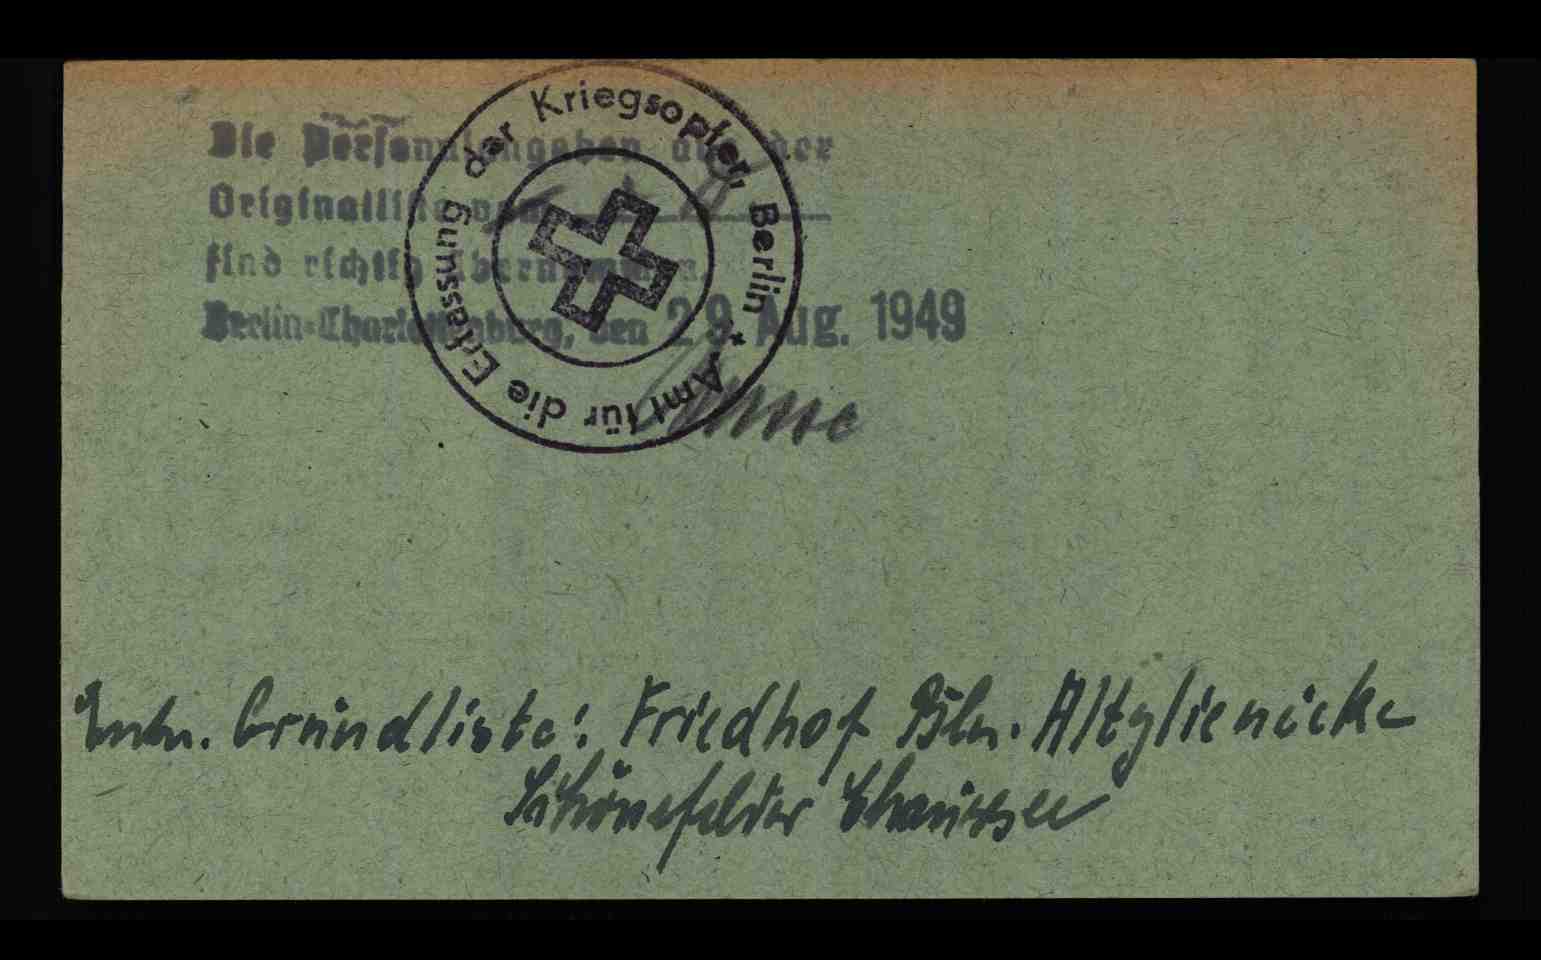 Die Personalangaben aus der
Originalliste
sind richtig übernommen.
Berlin-Charlottenburg, den 29. Aug. 1949
Amt für die Erfassung der Kriegsopfer, Berlin *
Grundliste: Friedhof Bln. Altglienicke
Schönefelder Chaussee